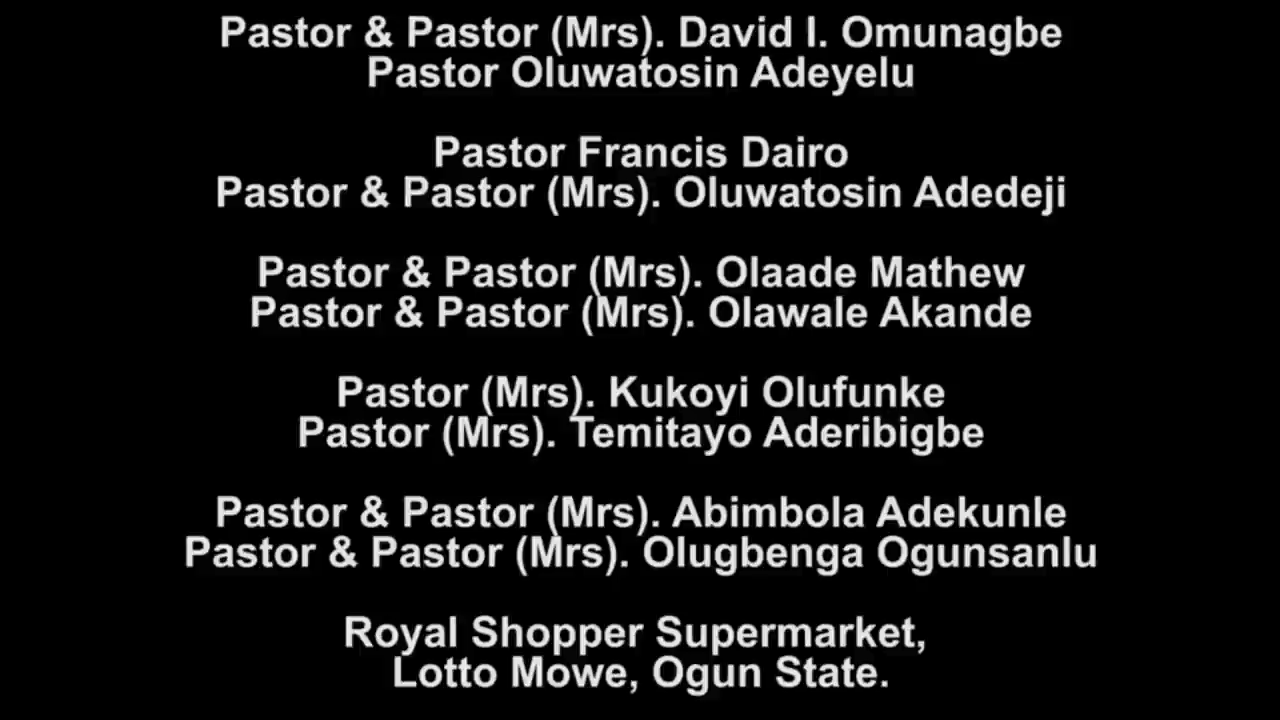 Pastor & Pastor (Mrs). David I. Omunagbe
Pastor Oluwatosin Adeyelu
Pastor Francis Dairo
Pastor & Pastor (Mrs). Oluwatosin Adedeji
Pastor & Pastor (Mrs). Olaade Mathew
Pastor & Pastor (Mrs). Olawale Akande
Pastor (Mrs). Kukoyi Olufunke
Pastor (Mrs). Temitayo Aderibigbe
Pastor & Pastor (Mrs). Abimbola Adekunle
Pastor & Pastor (Mrs). Olugbenga Ogunsanlu
Royal Shopper Supermarket,
Lotto Mowe, Ogun State.